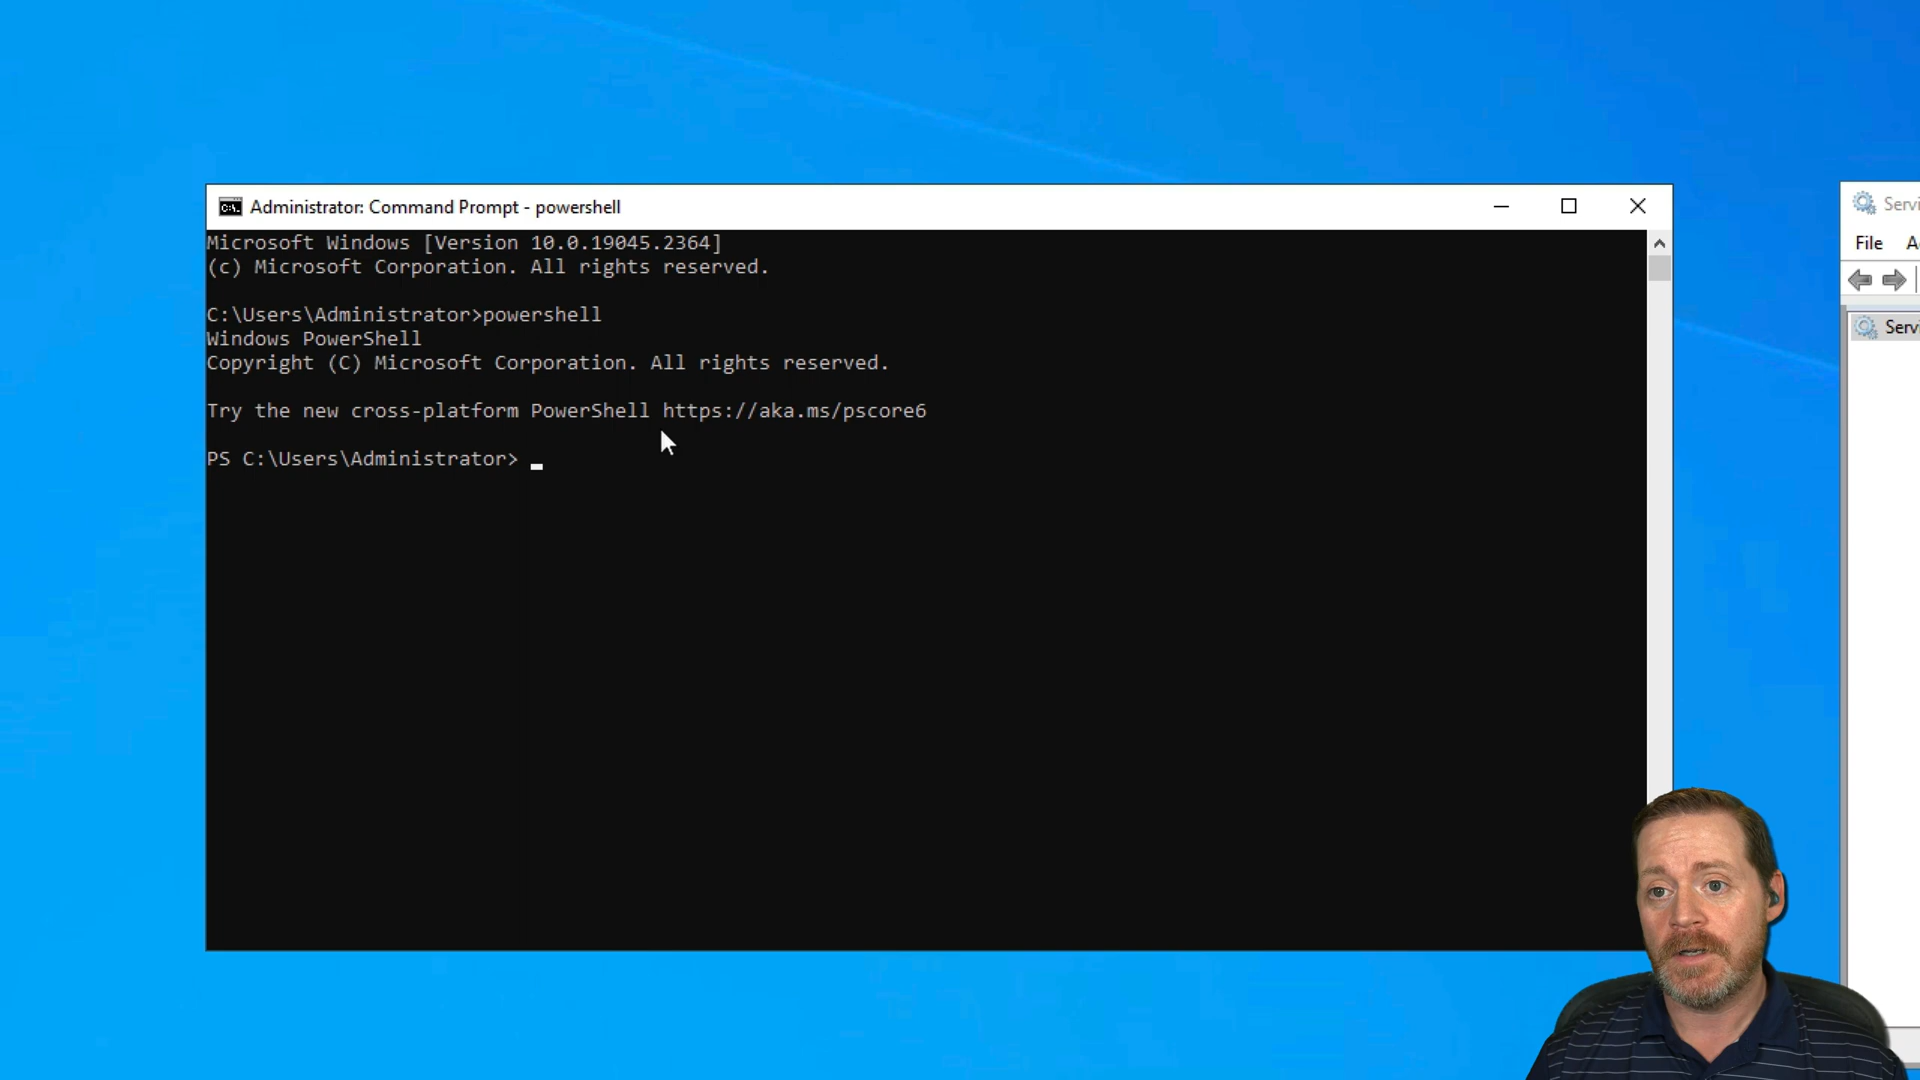 Administrator: Command Prompt - powershell
Microsoft Windows [Version 10.0.19045.2364]
(c) Microsoft Corporation. All rights reserved.
C:\Users\Administrator>powershell
Windows PowerShell
Copyright (C) Microsoft Corporation. All rights reserved.
Try the new cross-platform PowerShell https://aka.ms/pscore6
PS C:\Users\Administrator>
Servi
File A
Servi